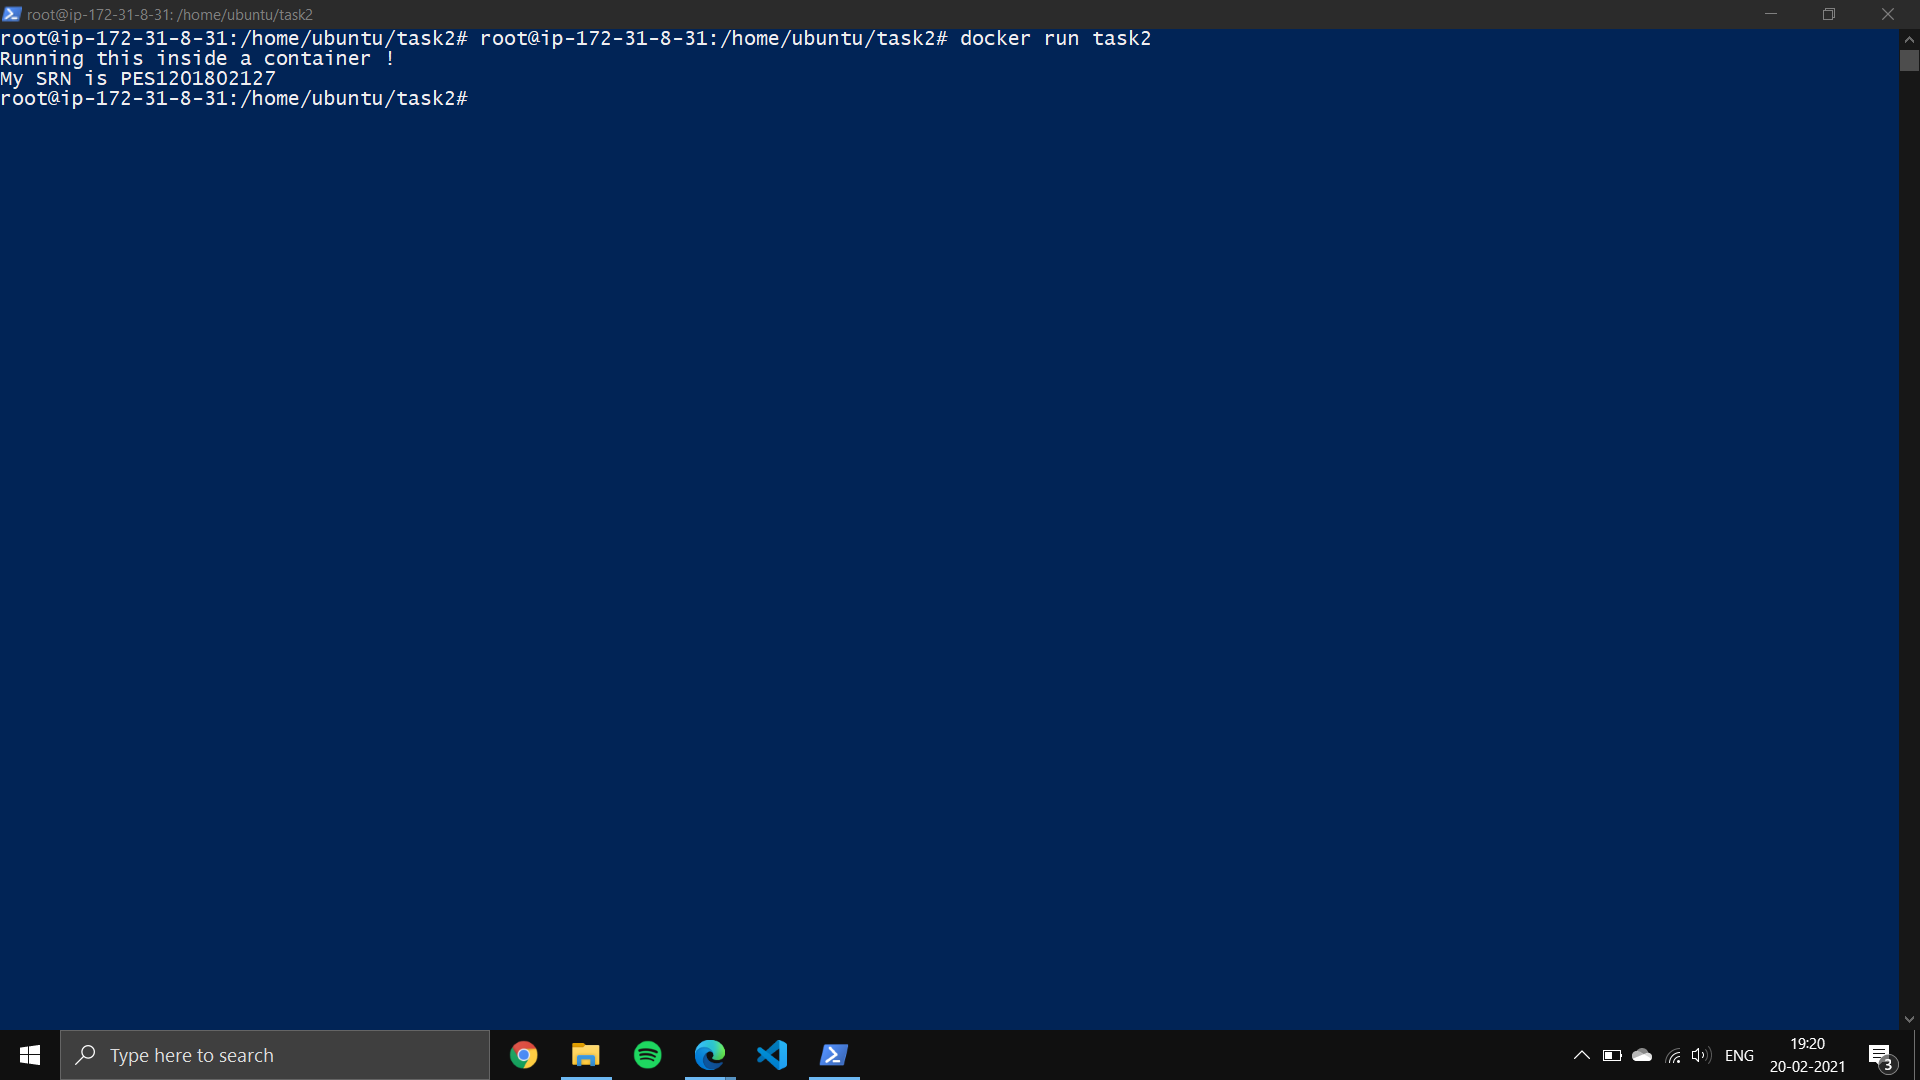 root@ip-172-31-8-31: /home/ubuntu/task2
root@ip-172-31-8-31:/home/ubuntu/task2# root@ip-172-31-8-31:/home/ubuntu/task2# docker run task2
Running this inside a container !
My SRN is PES1201802127
root@ip-172-31-8-31:/home/ubuntu/task2#
Type here to search
ENG
19:20
20-02-2021
3